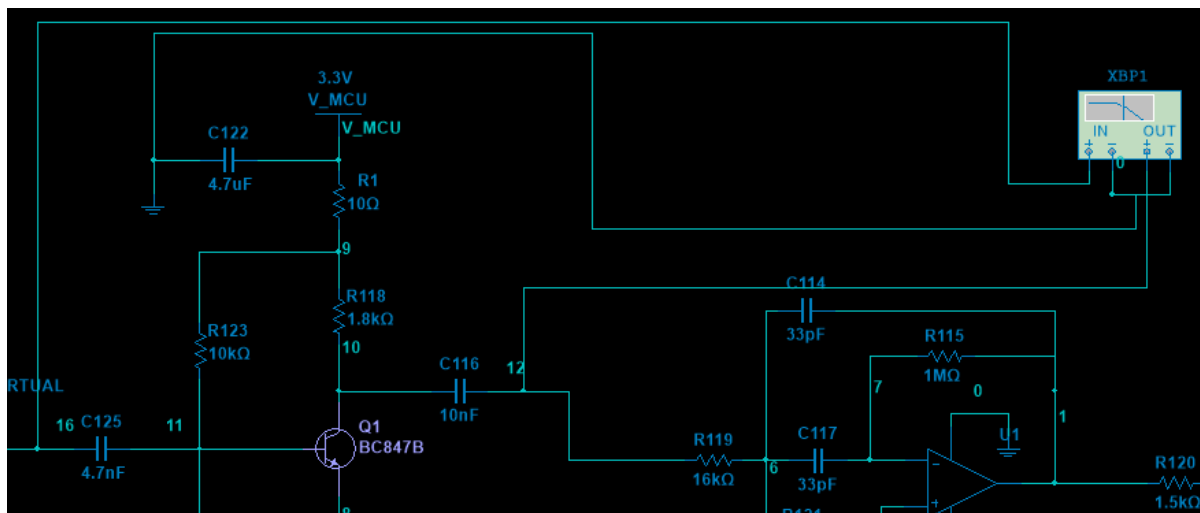 XBP1
3.3V
V_MCU
V_MCU
IN OUT
0
C122
4.7uF
R1
10Ω
9
C114
33pF
R118
1.8kΩ
R123
10kΩ
10
R115
1MΩ
C116
10nF
12
7
0
RTUAL
16
C125
4.7nF
11
Q1
BC847B
1
U1
R119
16kΩ
C117
33pF
6
R120
1.5kΩ